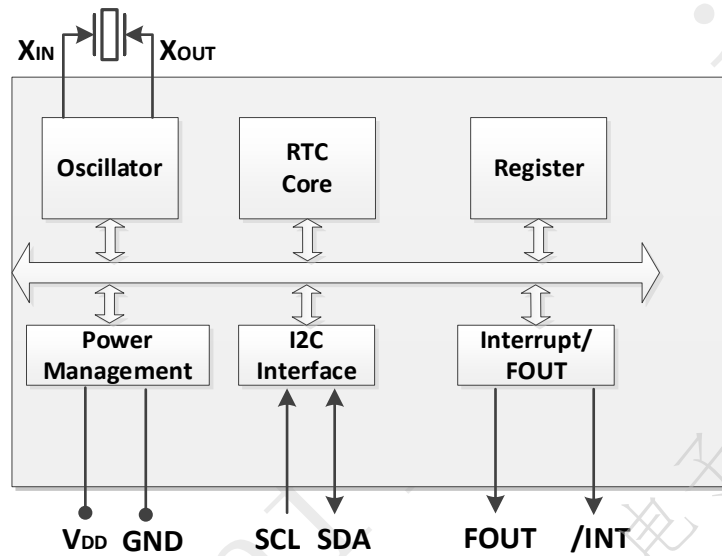 XIN XOUT
Oscillator
RTC
Core
Register
Power
Management
I2C
Interface
Interrupt/
FOUT
VDD GND SCL SDA FOUT /INT